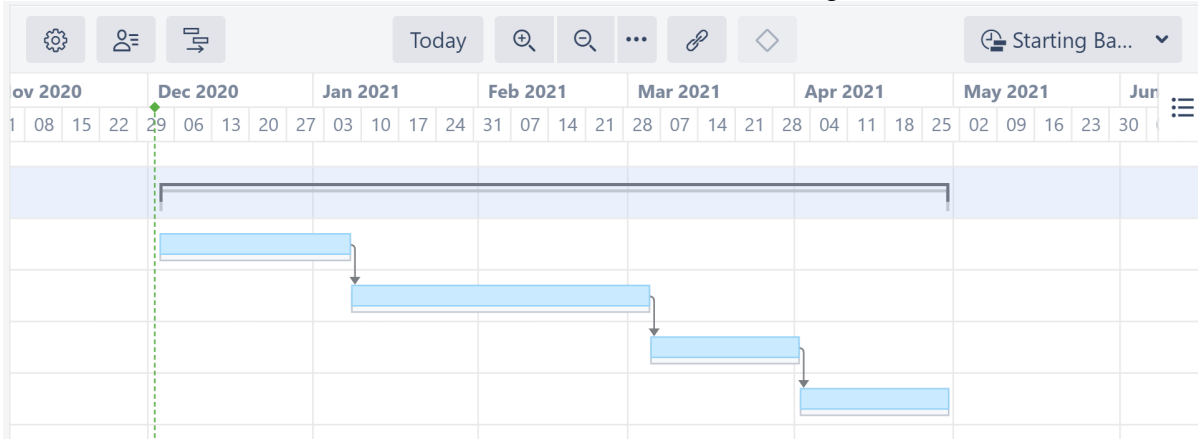 Today ••• Starting Ba...
ov 2020 Dec 2020 Jan 2021 Feb 2021 Mar 2021 Apr 2021 May 2021 Jun
1 08 15 22 29 06 13 20 27 03 10 17 24 31 07 14 21 28 07 14 21 28 04 11 18 25 02 09 16 23 30